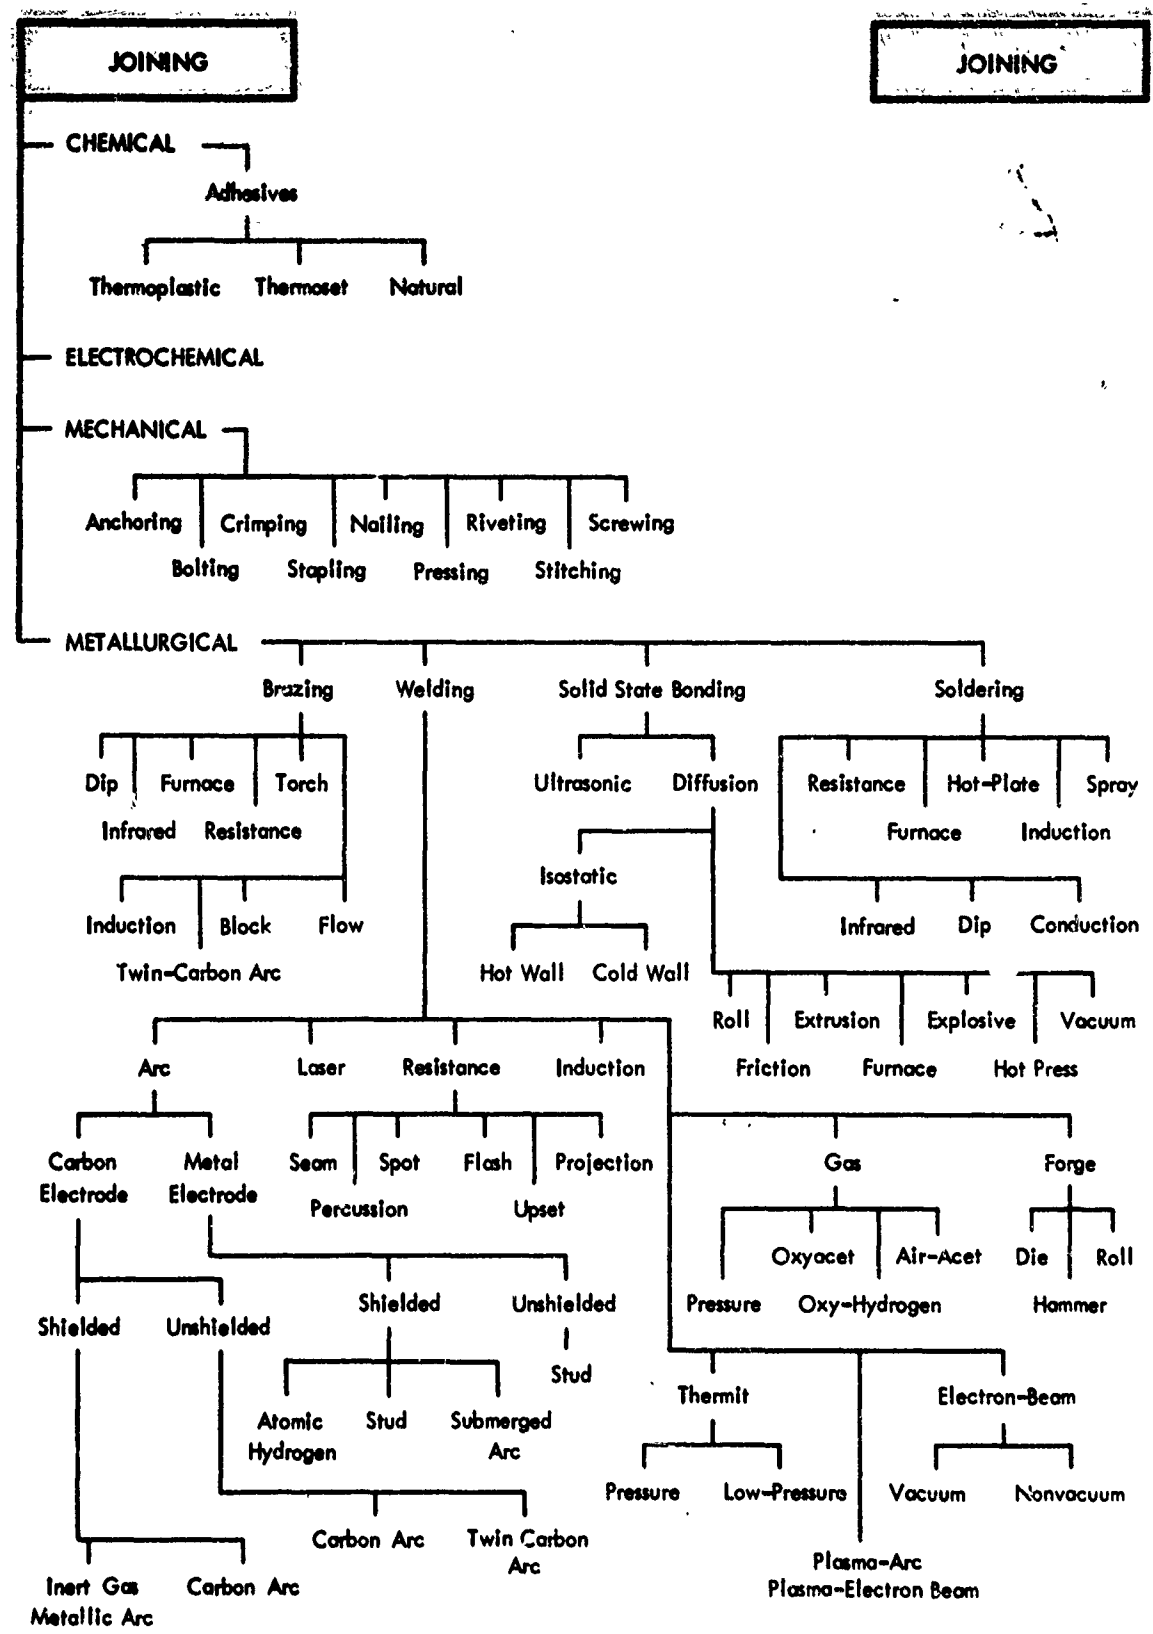 JOINING
JOINING
CHEMICAL
Adhesives
Thermoplastic Thermoset Natural
ELECTROCHEMICAL
MECHANICAL
Anchoring Crimping Nailing Riveting Screwing
Bolting Stapling Pressing Stitching
METALLURGICAL
Brazing Welding Solid State Bonding Soldering
Dip Furnace Torch Ultrasonic Diffusion Resistance Hot-Plate Spray
Infrared Resistance Furnace Induction
Isostatic
Induction Block Flow Infrared Dip Conduction
Twin-Carbon Arc Hot Wall Cold Wall
Roll Extrusion Explosive Vacuum
Arc Laser Resistance Induction Friction Furnace Hot Press
Carbon Metal Seam Spot Flash Projection Gas Forge
Electrode Electrode
Percussion Upset
Oxyacet Air-Acet Die Roll
Shielded Unshielded Pressure Oxy-Hydrogen Hammer
Shielded Unshielded
Stud
Thermit Electron-Beam
Atomic Stud Submerged
Hydrogen Arc
Pressure Low-Pressure Vacuum Nonvacuum
Carbon Arc Twin Carbon
Arc
Plasma-Arc
Inert Gas Carbon Arc Plasma-Electron Beam
Metallic Arc